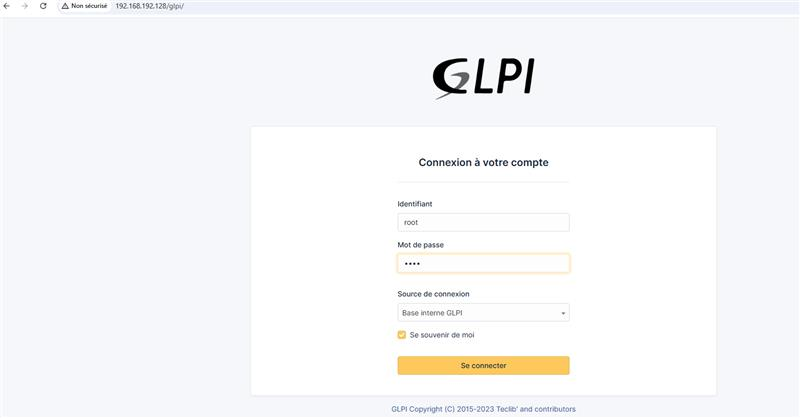 Non sécurisé 192.168.192.128/glpi/
GLPI
Connexion à votre compte
Identifiant
root
Mot de passe
••••
Source de connexion
Base interne GLPI
Se souvenir de moi
Se connecter
GLPI Copyright (C) 2015-2023 Teclib' and contributors